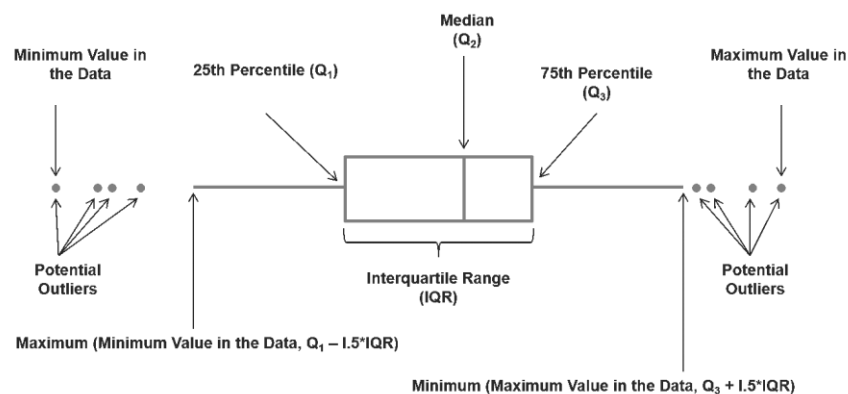 Median
(Q2)
Minimum Value in
the Data
Maximum Value in
the Data
25th Percentile (Q1)
75th Percentile
(Q3)
Potential
Outliers
Interquartile Range
(IQR)
Potential
Outliers
Maximum (Minimum Value in the Data, Q1 – I.5*IQR)
Minimum (Maximum Value in the Data, Q3 + I.5*IQR)